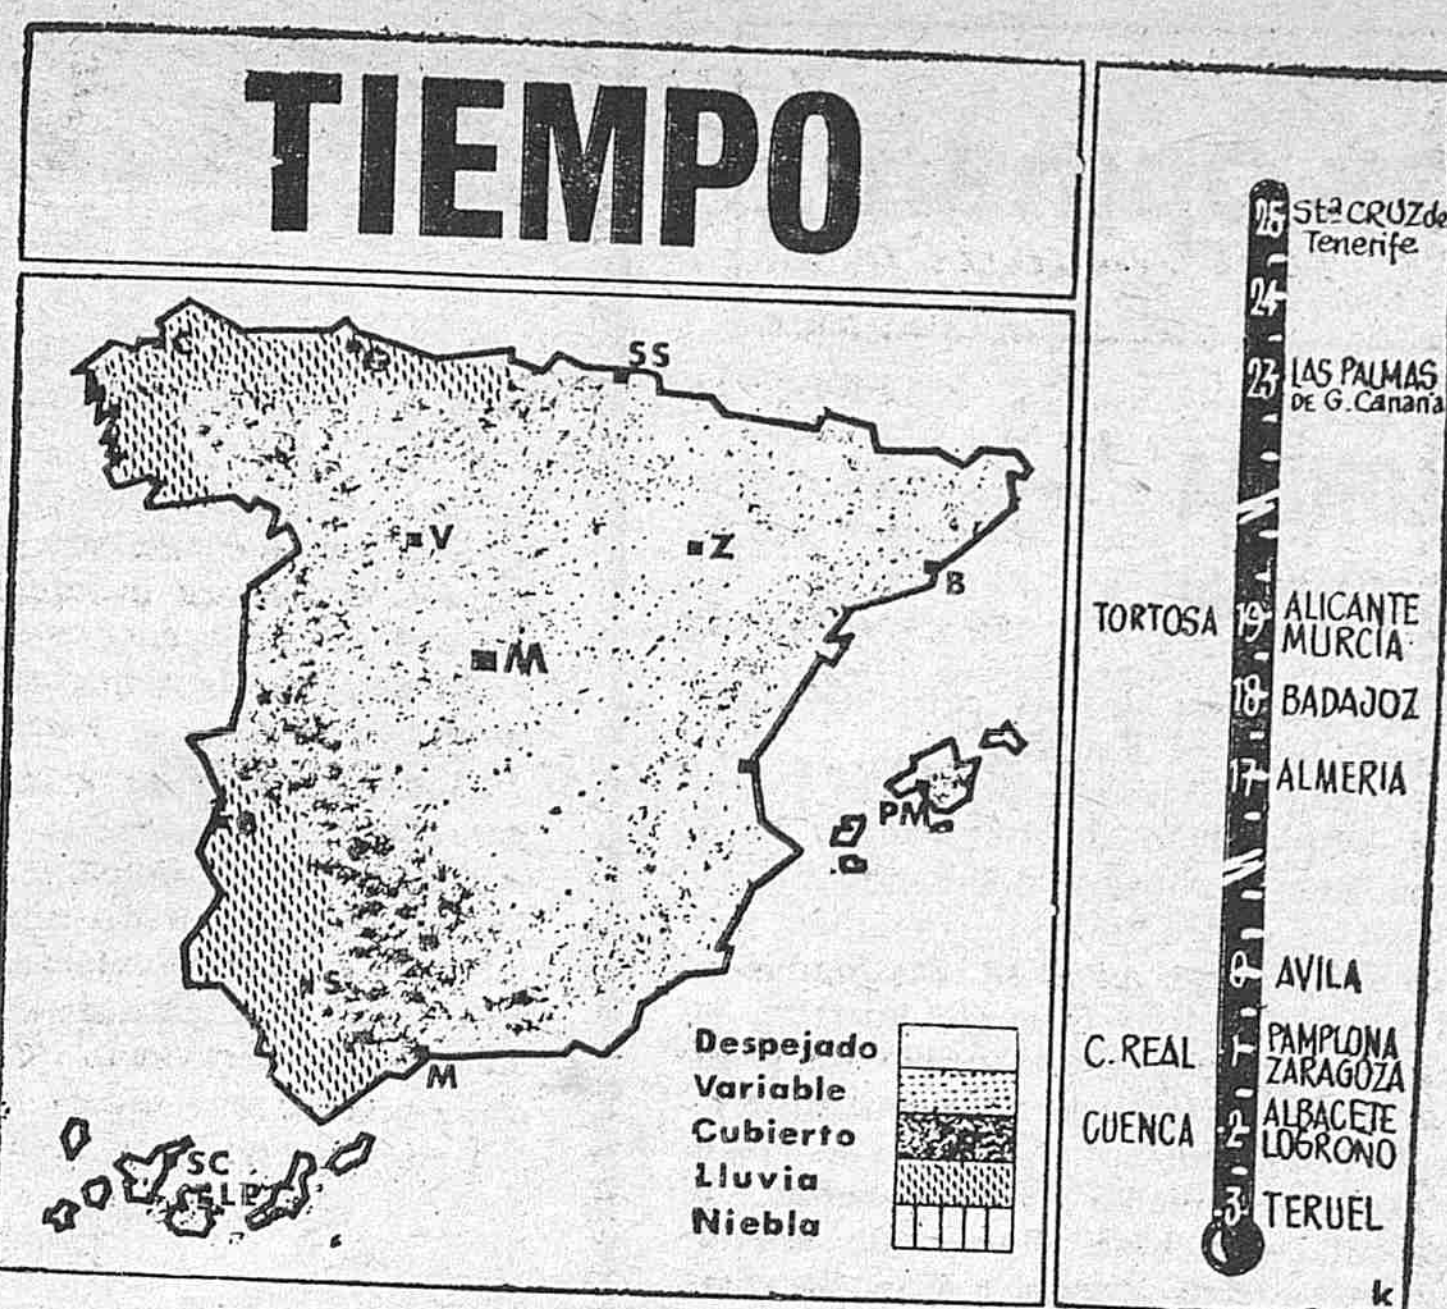 TIEMPO
C
SS
V
Z
B
M
PM
S
M
SC
LP
Despejado
Variable
Cubierto
Lluvia
Niebla
25 Stª CRUZ de
Tenerife
24
23 LAS PALMAS
DE G. Canaria
TORTOSA 19 ALICANTE
MURCIA
18 BADAJOZ
17 ALMERIA
AVILA
C. REAL PAMPLONA
ZARAGOZA
CUENCA -2 ALBACETE
LOGROÑO
-3 TERUEL
k